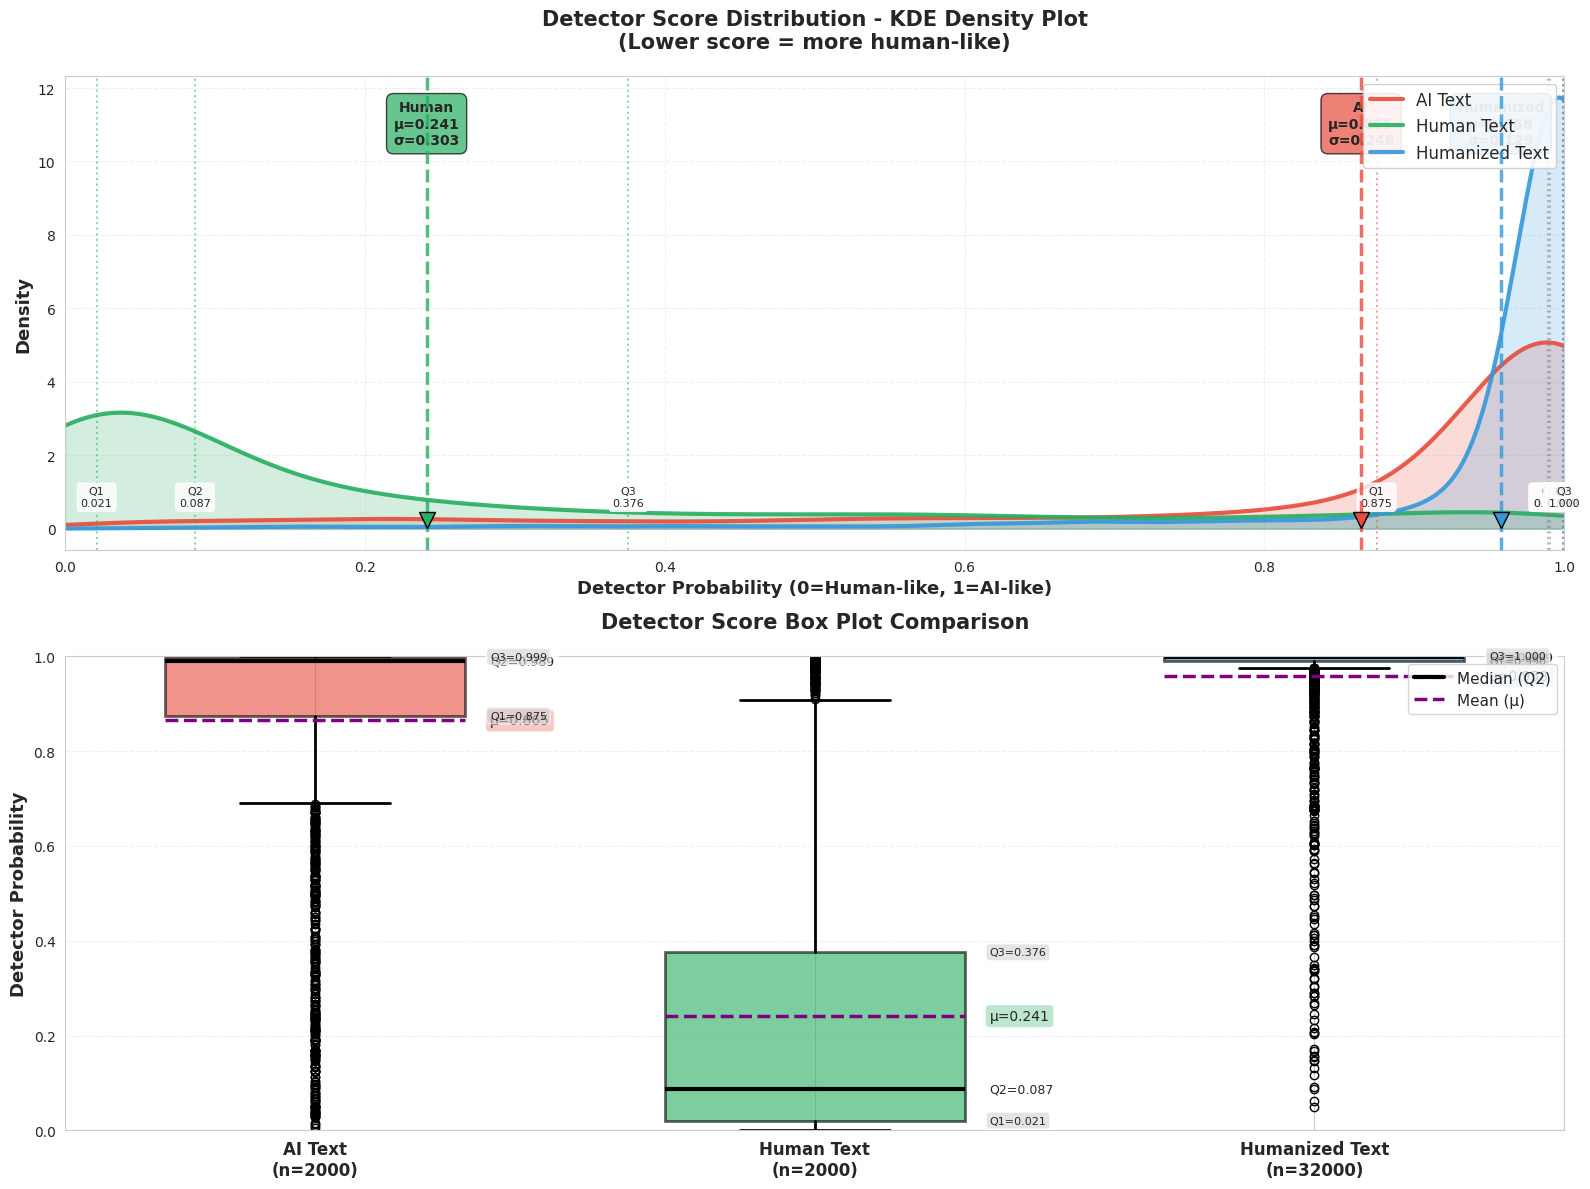 Detector Score Distribution - KDE Density Plot
(Lower score = more human-like)
12
10
8
6
4
2
0
Density
Human
μ=0.241
σ=0.303
AI Text
Human Text
Humanized Text
Q1
0.021
Q2
0.087
Q3
0.376
Q1
0.875
Q3
1.000
0.0
0.2
0.4
0.6
0.8
1.0
Detector Probability (0=Human-like, 1=AI-like)
Detector Score Box Plot Comparison
1.0
0.8
0.6
0.4
0.2
0.0
Detector Probability
Q3=0.999
Q1=0.875
Q3=0.376
μ=0.241
Q2=0.087
Q1=0.021
Q3=1.000
Median (Q2)
Mean (μ)
AI Text
(n=2000)
Human Text
(n=2000)
Humanized Text
(n=32000)